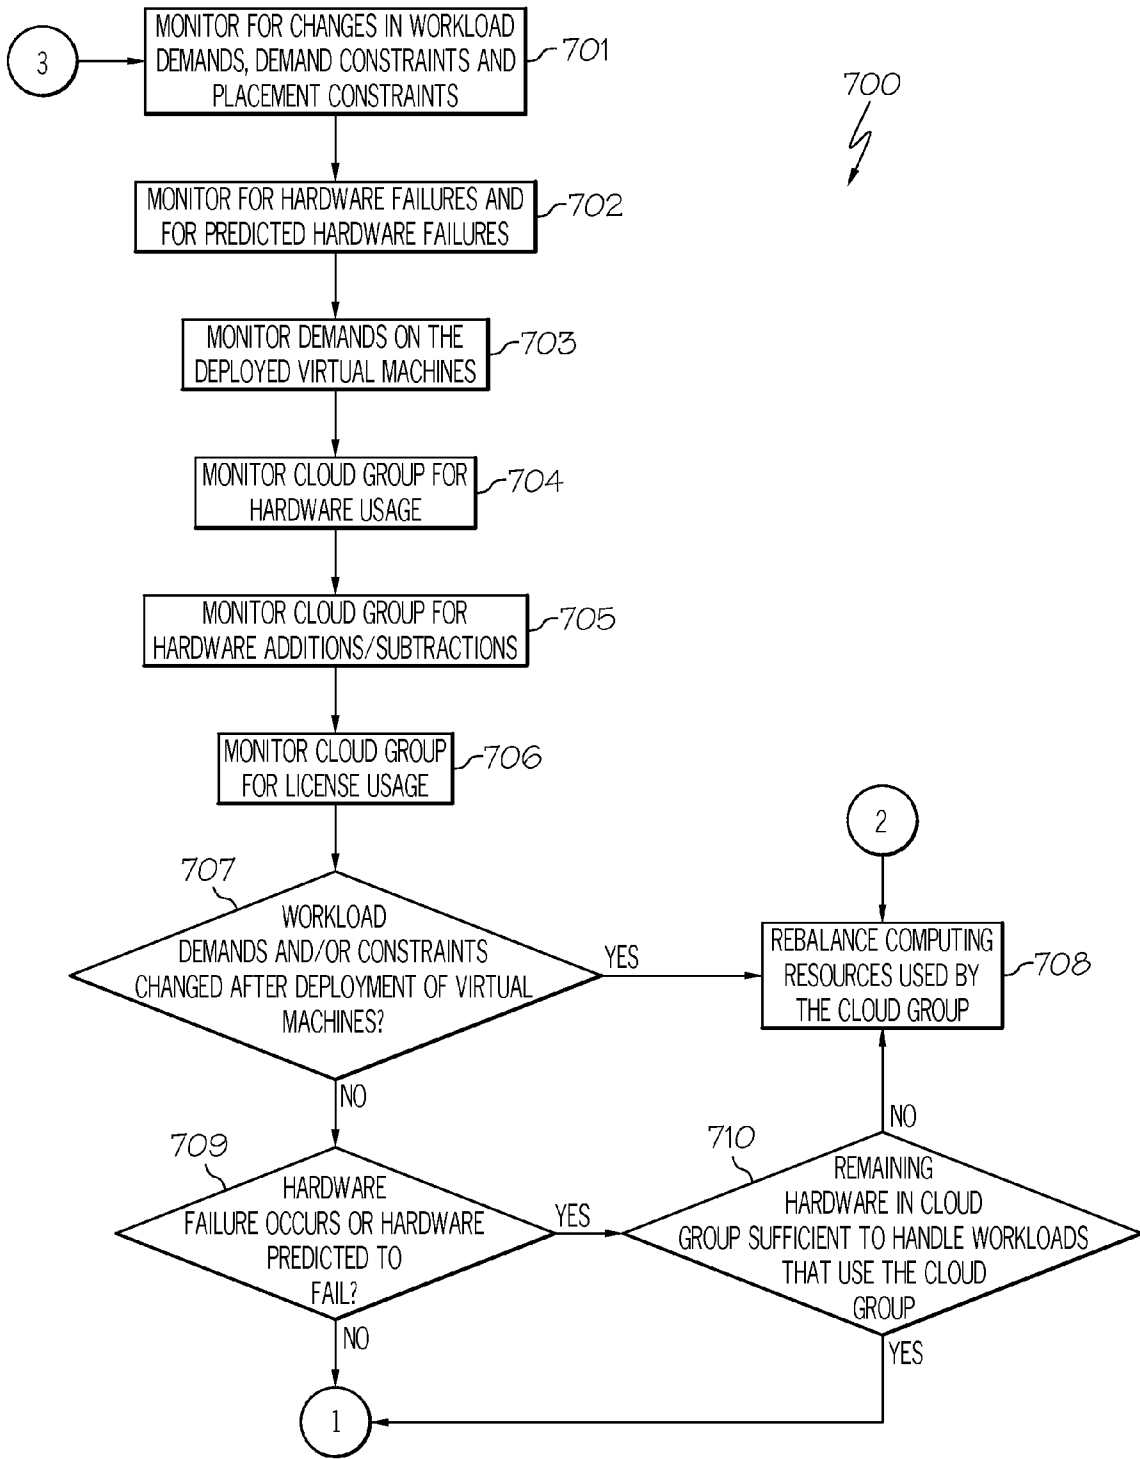 3
MONITOR FOR CHANGES IN WORKLOAD
DEMANDS, DEMAND CONSTRAINTS AND
PLACEMENT CONSTRAINTS
701
700
MONITOR FOR HARDWARE FAILURES AND
FOR PREDICTED HARDWARE FAILURES
702
MONITOR DEMANDS ON THE
DEPLOYED VIRTUAL MACHINES
703
MONITOR CLOUD GROUP FOR
HARDWARE USAGE
704
MONITOR CLOUD GROUP FOR
HARDWARE ADDITIONS/SUBTRACTIONS
705
MONITOR CLOUD GROUP
FOR LICENSE USAGE
706
2
707
WORKLOAD
DEMANDS AND/OR CONSTRAINTS
CHANGED AFTER DEPLOYMENT OF VIRTUAL
MACHINES?
YES
REBALANCE COMPUTING
RESOURCES USED BY
THE CLOUD GROUP
708
NO
NO
709
HARDWARE
FAILURE OCCURS OR HARDWARE
PREDICTED TO
FAIL?
YES
710
REMAINING
HARDWARE IN CLOUD
GROUP SUFFICIENT TO HANDLE WORKLOADS
THAT USE THE CLOUD
GROUP
NO
YES
1